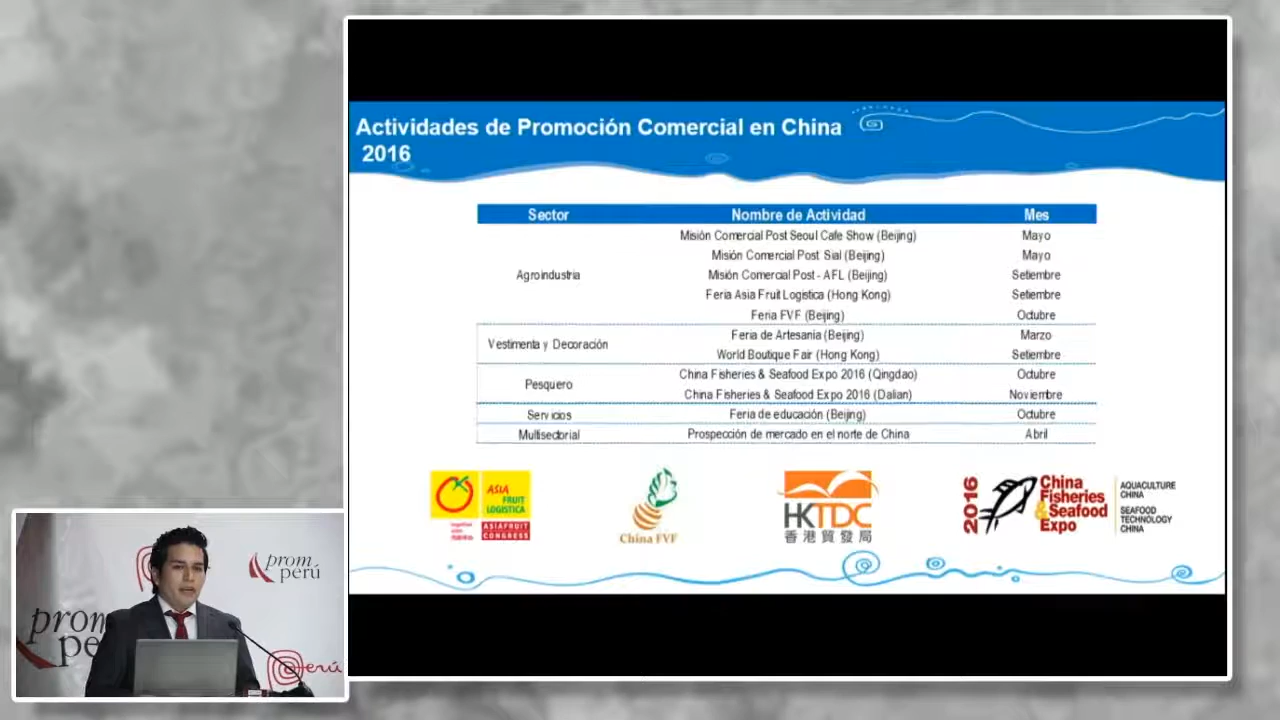 Actividades de Promoción Comercial en China
2016
Sector Nombre de Actividad Mes
Agroindustria
Misión Comercial Post Seoul Cafe Show (Beijing) Mayo
Misión Comercial Post Sial (Beijing) Mayo
Misión Comercial Post - AFL (Beijing) Setiembre
Feria Asia Fruit Logistica (Hong Kong) Setiembre
Feria FVF (Beijing) Octubre
Vestimenta y Decoración
Feria de Artesanía (Beijing) Marzo
World Boutique Fair (Hong Kong) Setiembre
Pesquero
China Fisheries & Seafood Expo 2016 (Qingdao) Octubre
China Fisheries & Seafood Expo 2016 (Dalian) Noviembre
Servicios Feria de educación (Beijing) Octubre
Multisectorial Prospección de mercado en el norte de China Abril
ASIA
FRUIT
LOGISTICA
ASIAFRUIT
CONGRESS
China FVF
HKTDC
香港貿發局
2016
China
Fisheries
& Seafood
Expo
AQUACULTURE
CHINA
SEAFOOD
TECHNOLOGY
CHINA
prom
perú
prom
pe
Perú